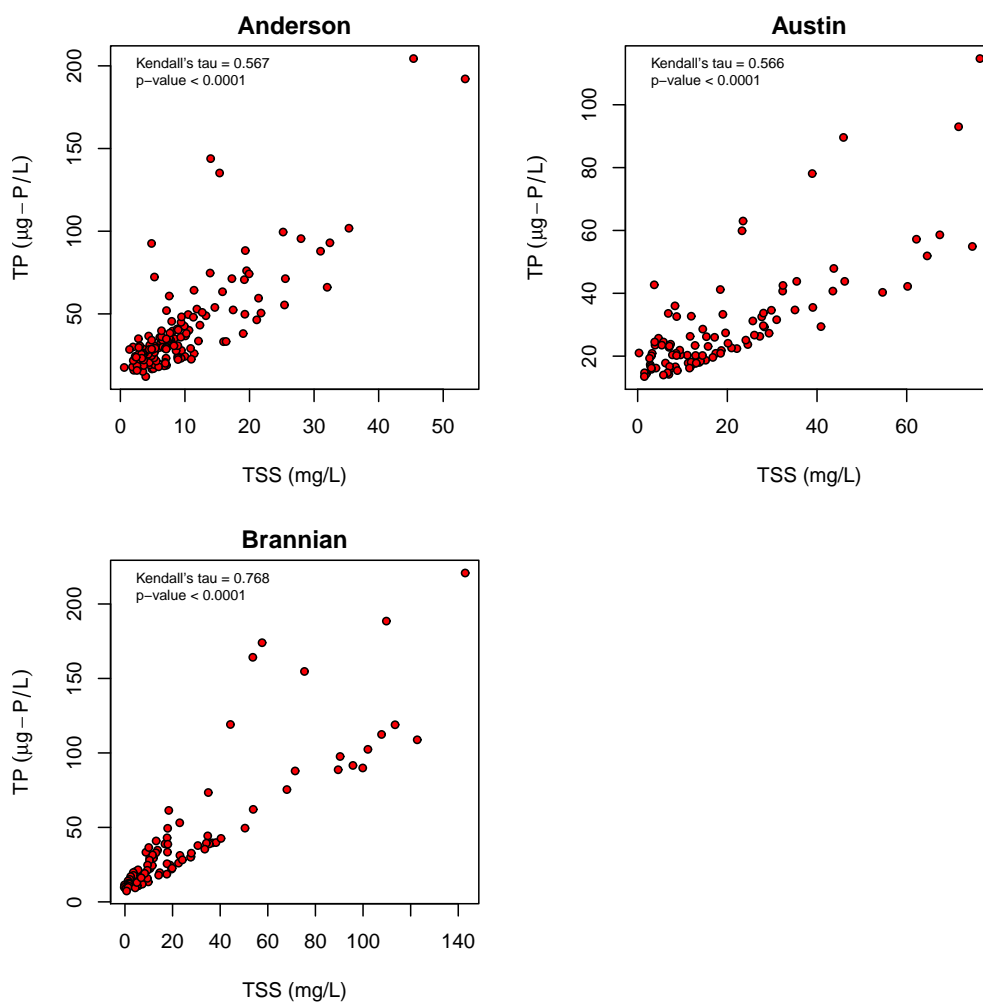 Anderson
Kendall's tau = 0.567
p−value < 0.0001
200
150
100
50
TP (μg−P/L)
0 10 20 30 40 50
TSS (mg/L)
Austin
Kendall's tau = 0.566
p−value < 0.0001
100
80
60
40
20
TP (μg−P/L)
0 20 40 60
TSS (mg/L)
Brannian
Kendall's tau = 0.768
p−value < 0.0001
200
150
100
50
0
TP (μg−P/L)
0 20 40 60 80 100 140
TSS (mg/L)